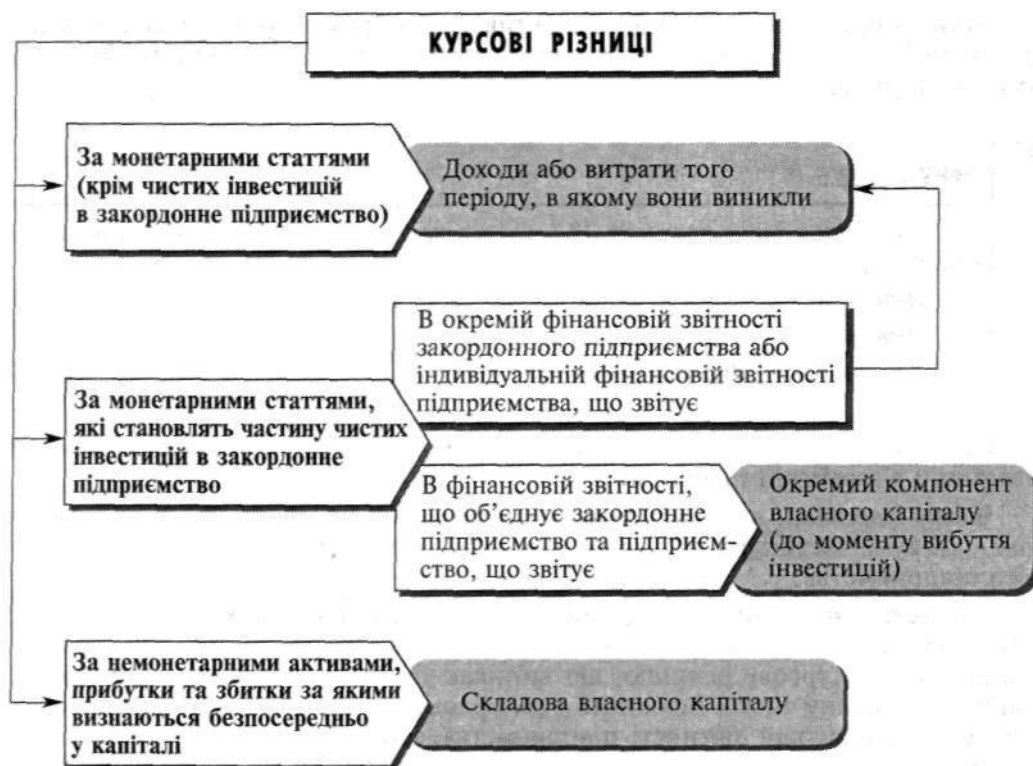 КУРСОВІ РІЗНИЦІ
За монетарними статтями
(крім чистих інвестицій
в закордонне підприємство)
Доходи або витрати того
періоду, в якому вони виникли
В окремій фінансовій звітності
закордонного підприємства або
індивідуальній фінансовій звітності
підприємства, що звітує
За монетарними статтями,
які становлять частину чистих
інвестицій в закордонне
підприємство
В фінансовій звітності,
що об’єднує закордонне
підприємство та підприєм-
ство, що звітує
Окремий компонент
власного капіталу
(до моменту вибуття
інвестицій)
За немонетарними активами,
прибутки та збитки за якими
визнаються безпосередньо
у капіталі
Складова власного капіталу